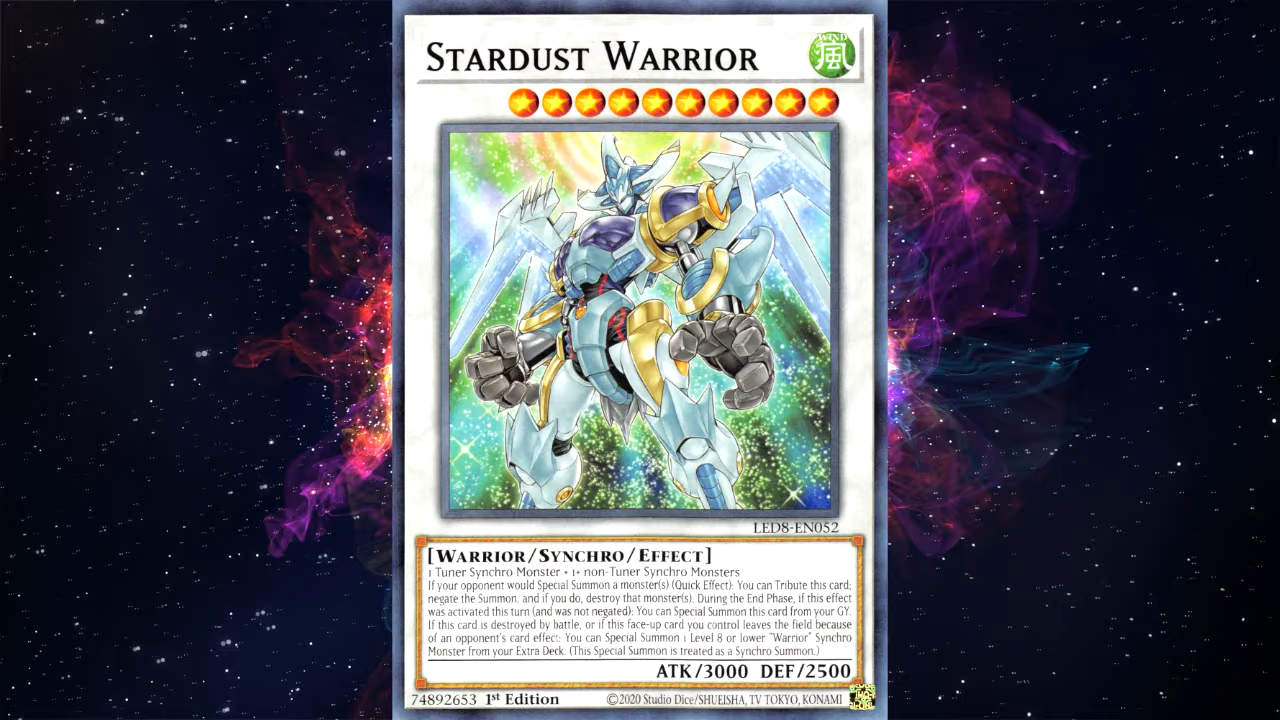 STARDUST WARRIOR
WIND
風
LED8-EN052
[WARRIOR/SYNCHRO/EFFECT]
1 Tuner Synchro Monster + 1+ non-Tuner Synchro Monsters
If your opponent would Special Summon a monster(s) (Quick Effect): You can Tribute this card;
negate the Summon, and if you do, destroy that monster(s). During the End Phase, if this effect
was activated this turn (and was not negated): You can Special Summon this card from your GY.
If this card is destroyed by battle, or if this face-up card you control leaves the field because
of an opponent's card effect: You can Special Summon 1 Level 8 or lower "Warrior" Synchro
Monster from your Extra Deck. (This Special Summon is treated as a Synchro Summon.)
ATK/3000 DEF/2500
74892653 1st Edition ©2020 Studio Dice/SHUEISHA, TV TOKYO, KONAMI